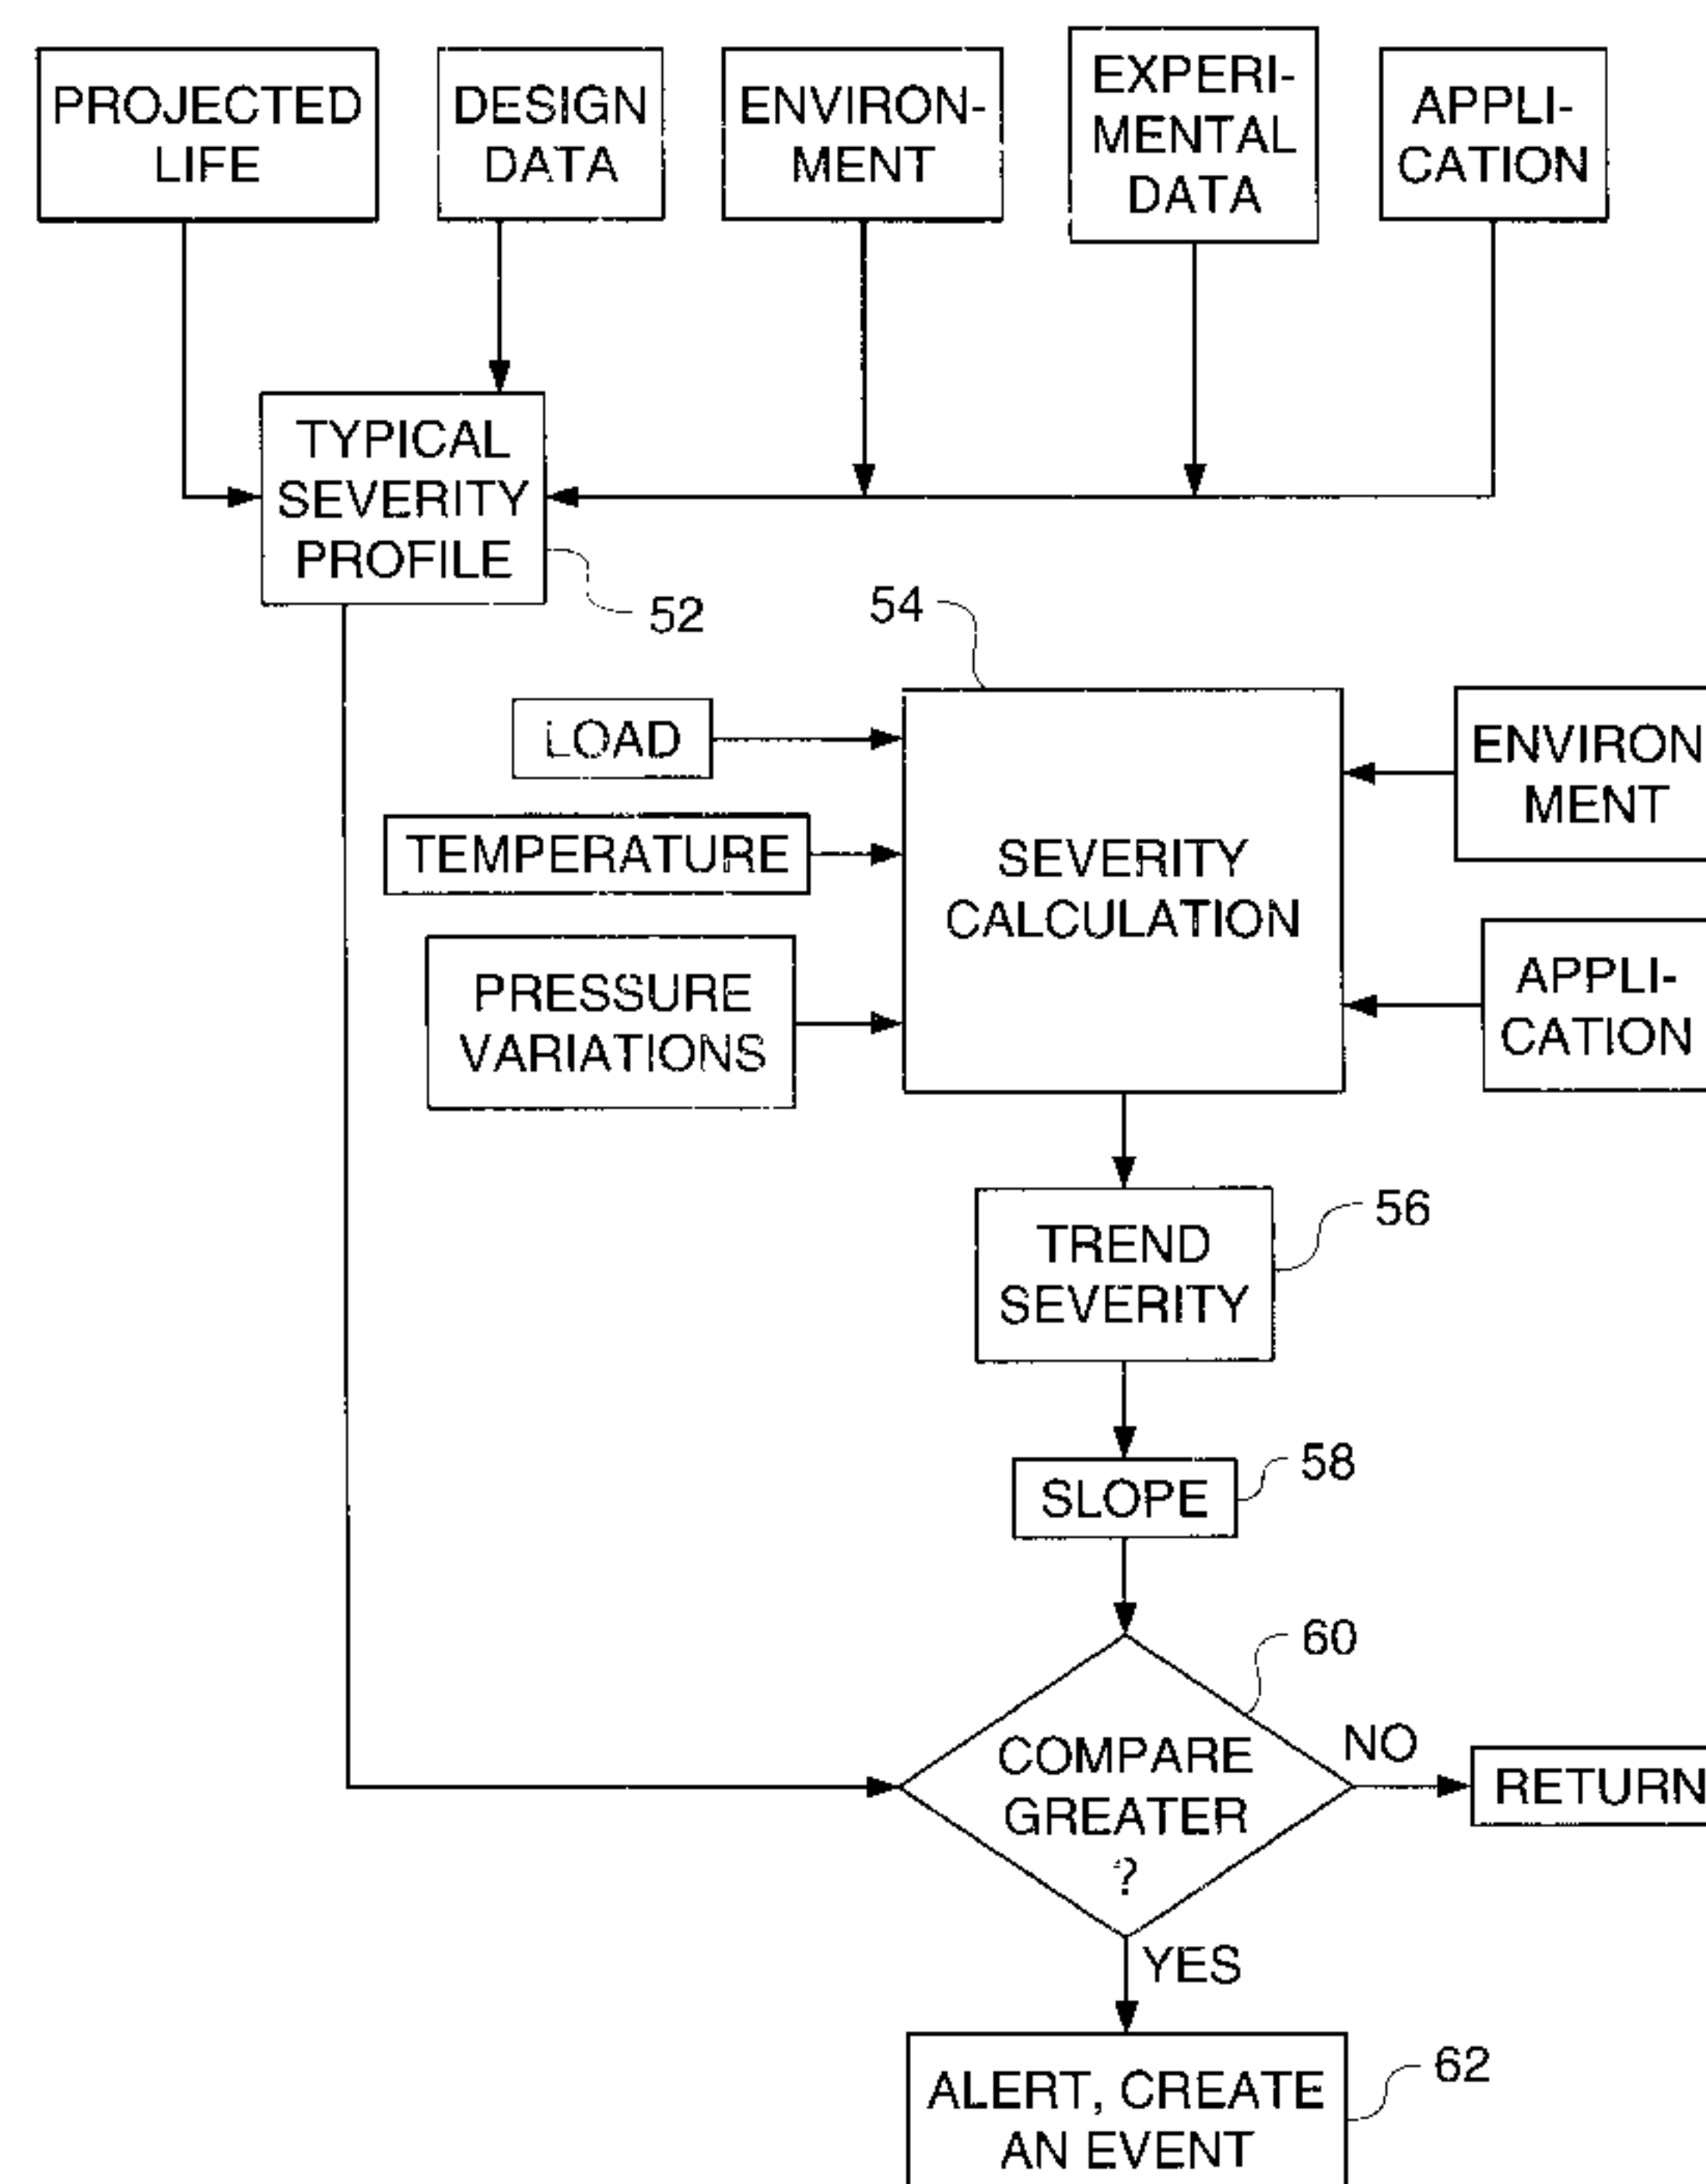 PROJECTED
LIFE
DESIGN
DATA
ENVIRON-
MENT
EXPERI-
MENTAL
DATA
APPLI-
CATION
TYPICAL
SEVERITY
PROFILE
52
54
LOAD
TEMPERATURE
PRESSURE
VARIATIONS
SEVERITY
CALCULATION
ENVIRON
MENT
APPLI-
CATION
TREND
SEVERITY
56
SLOPE
58
60
COMPARE
GREATER
?
NO
RETURN
YES
ALERT, CREATE
AN EVENT
62